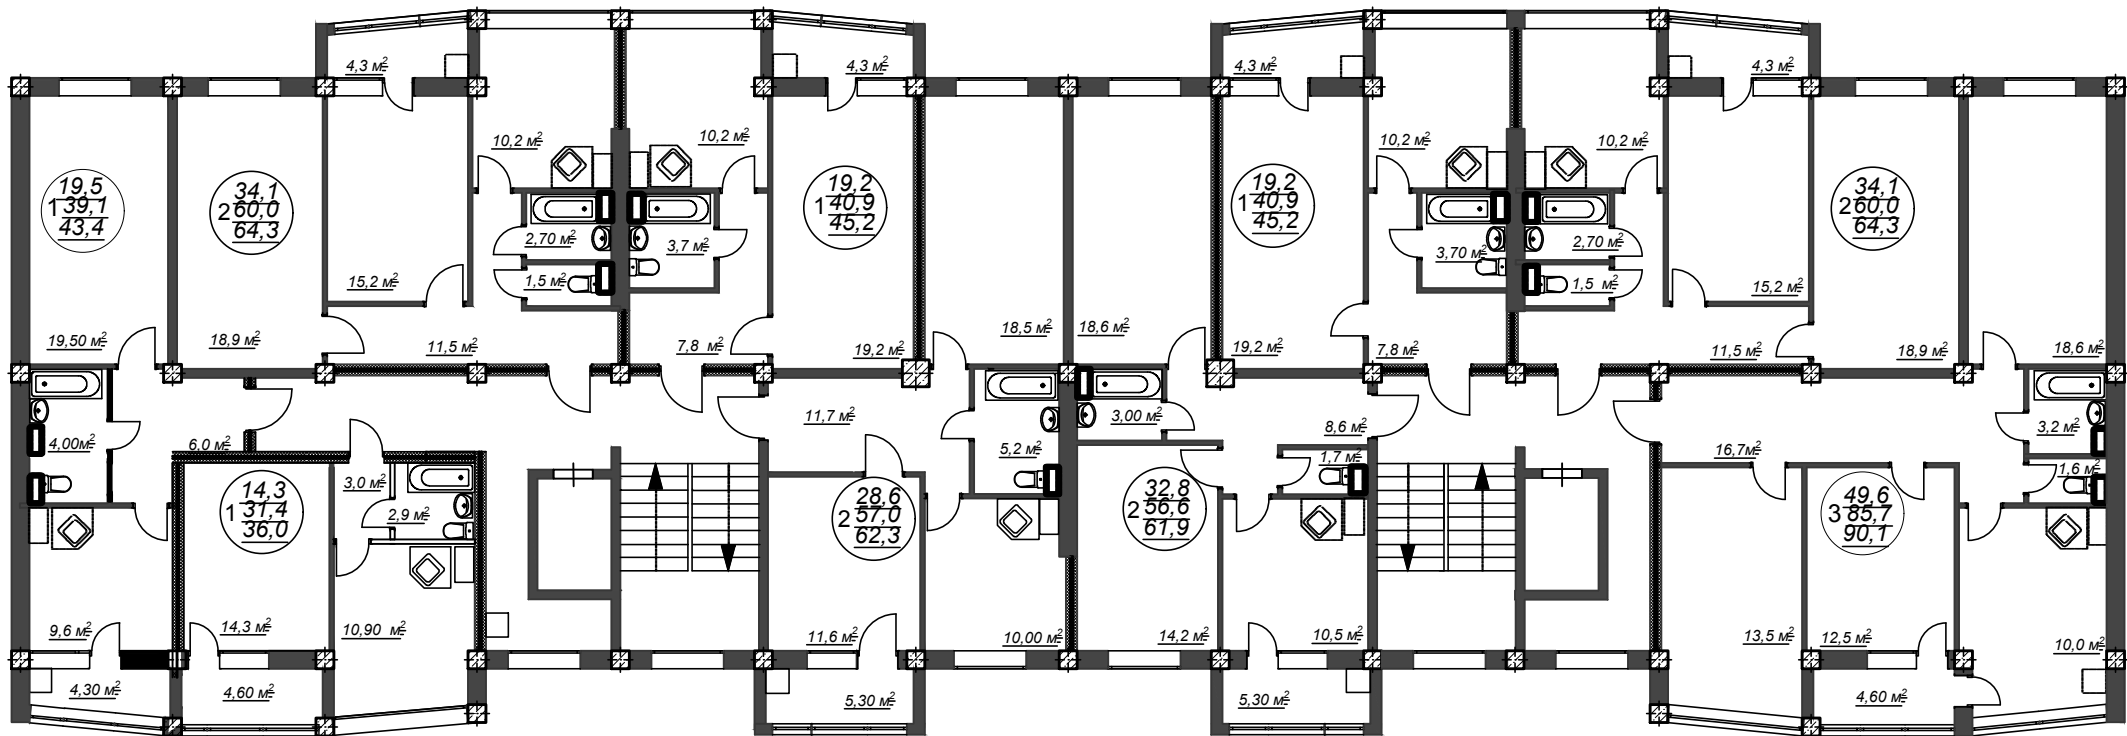 4,3 м²
4,3 м²
4,3 м²
4,3 м²
10,2 м²
10,2 м²
10,2 м²
10,2 м²
19,5
1 39,1
43,4
34,1
2 60,0
64,3
19,2
1 40,9
45,2
19,2
1 40,9
45,2
34,1
2 60,0
64,3
2,70 м²
3,7 м²
3,70 м²
2,70 м²
15,2 м²
1,5 м²
1,5 м²
15,2 м²
19,50 м²
18,9 м²
11,5 м²
7,8 м²
19,2 м²
18,5 м²
18,6 м²
19,2 м²
7,8 м²
11,5 м²
18,9 м²
18,6 м²
4,00м²
6,0 м²
11,7 м²
5,2 м²
3,00 м²
8,6 м²
16,7м²
3,2 м²
3,0 м²
1,7 м²
1,6 м²
14,3
1 31,4
36,0
2,9 м²
28,6
2 57,0
62,3
32,8
2 56,6
61,9
49,6
3 85,7
90,1
9,6 м²
14,3 м²
10,90 м²
11,6 м²
10,00 м²
14,2 м²
10,5 м²
13,5 м²
12,5 м²
10,0 м²
4,30 м²
4,60 м²
5,30 м²
5,30 м²
4,60 м²